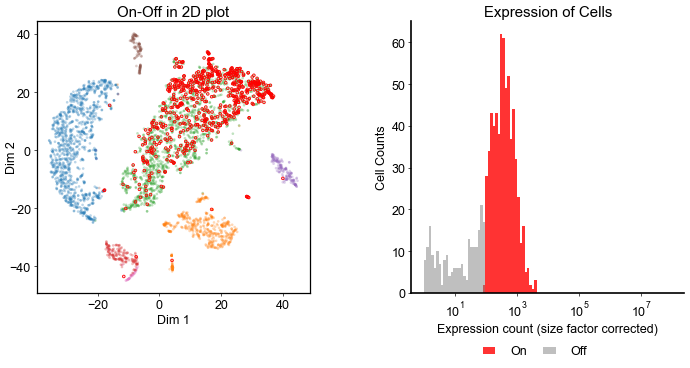 On-Off in 2D plot
Dim 2
40
20
0
−20
−40
−20
0
20
40
Dim 1
Expression of Cells
Cell Counts
60
50
40
30
20
10
0
10^1
10^3
10^5
10^7
Expression count (size factor corrected)
On
Off